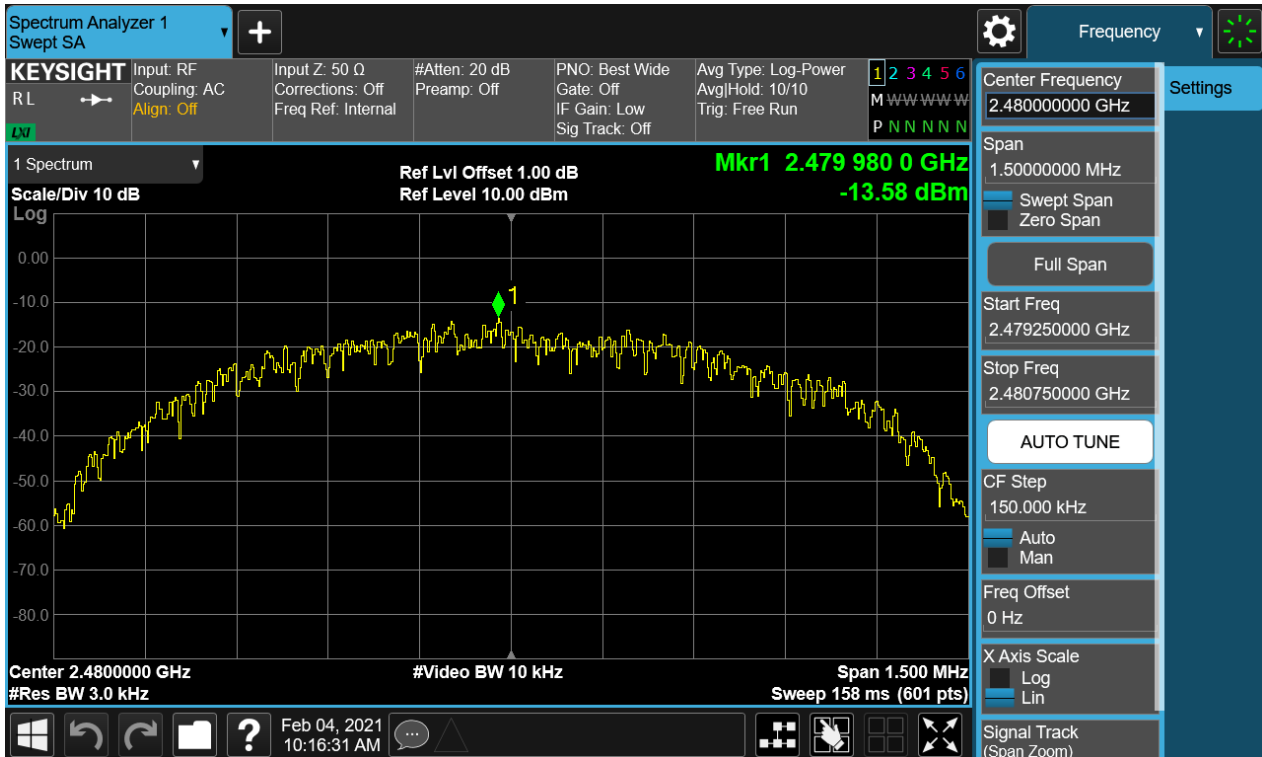 Spectrum Analyzer 1
Swept SA
+
Frequency
KEYSIGHT
R L
LXI
Input: RF
Coupling: AC
Align: Off
Input Z: 50 Ω
Corrections: Off
Freq Ref: Internal
#Atten: 20 dB
Preamp: Off
PNO: Best Wide
Gate: Off
IF Gain: Low
Sig Track: Off
Avg Type: Log-Power
Avg|Hold: 10/10
Trig: Free Run
1 2 3 4 5 6
M W W W W W
P N N N N N
1 Spectrum
Scale/Div 10 dB
Log
Ref Lvl Offset 1.00 dB
Ref Level 10.00 dBm
Mkr1 2.479 980 0 GHz
-13.58 dBm
0.00
-10.0
-20.0
-30.0
-40.0
-50.0
-60.0
-70.0
-80.0
1
Center 2.4800000 GHz
#Res BW 3.0 kHz
#Video BW 10 kHz
Span 1.500 MHz
Sweep 158 ms (601 pts)
?
Feb 04, 2021
10:16:31 AM
Center Frequency
2.480000000 GHz
Span
1.50000000 MHz
Swept Span
Zero Span
Full Span
Start Freq
2.479250000 GHz
Stop Freq
2.480750000 GHz
AUTO TUNE
CF Step
150.000 kHz
Auto
Man
Freq Offset
0 Hz
X Axis Scale
Log
Lin
Signal Track
(Span Zoom)
Settings